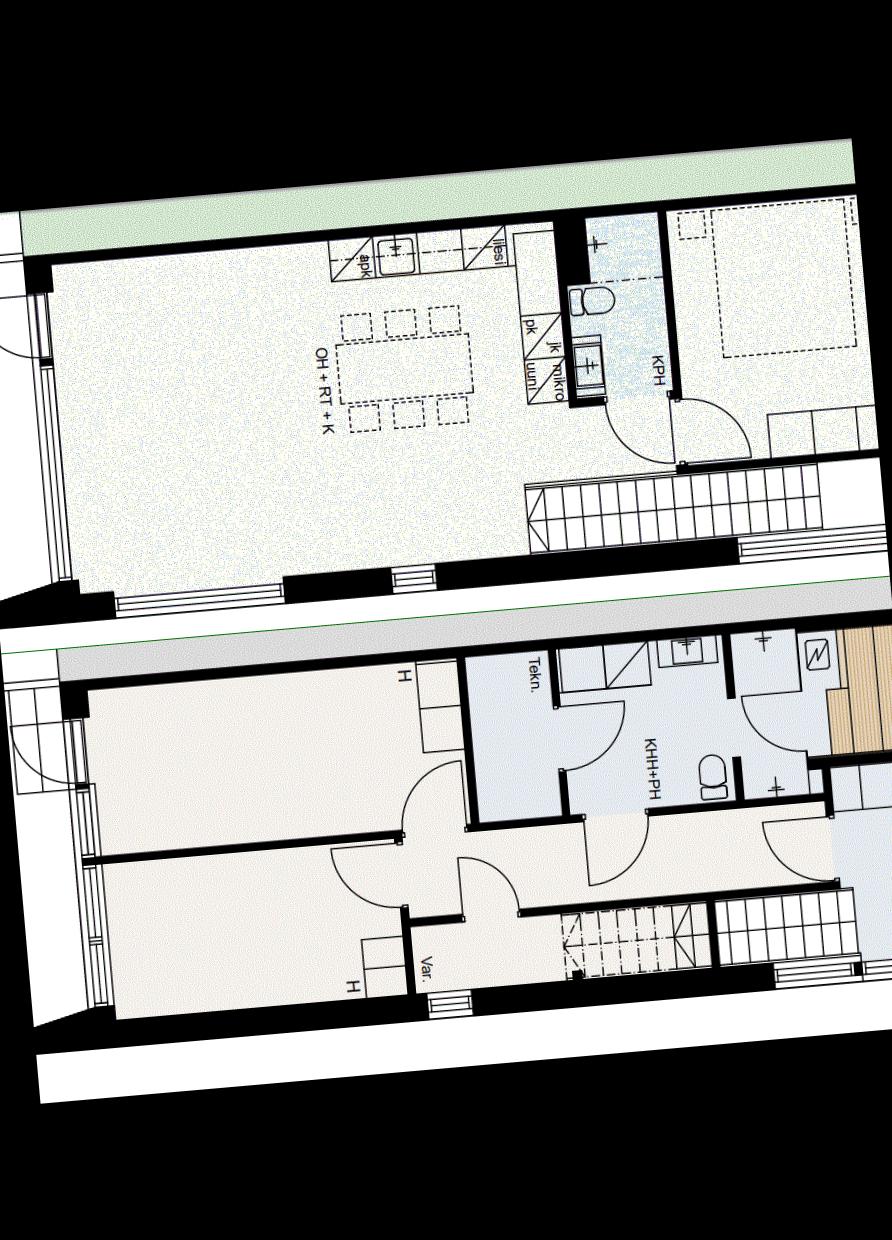 apk
liesi
pk
jk
uuni
mikro
OH + RT + K
KPH
H
Tekn.
KHH+PH
H
Var.